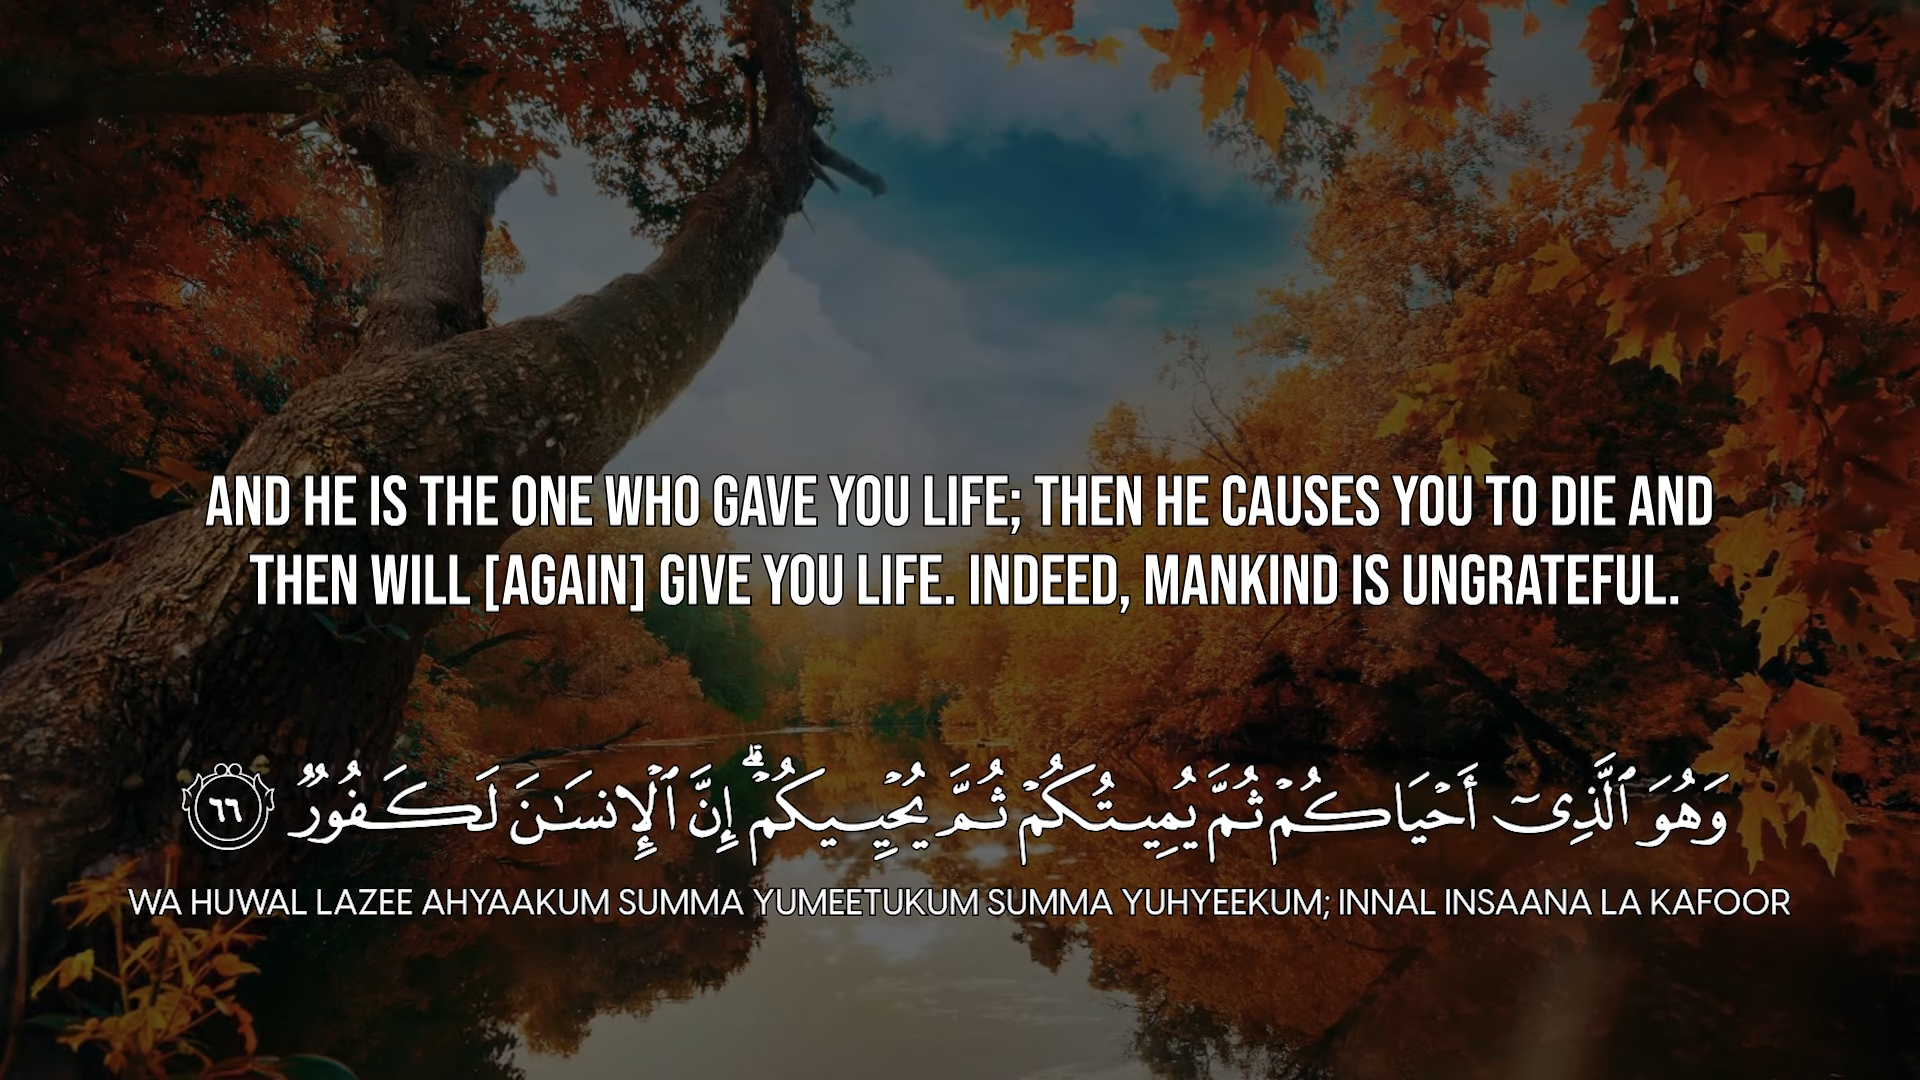 AND HE IS THE ONE WHO GAVE YOU LIFE; THEN HE CAUSES YOU TO DIE AND
THEN WILL [AGAIN] GIVE YOU LIFE. INDEED, MANKIND IS UNGRATEFUL.
وَهُوَ ٱلَّذِىٓ أَحْيَاكُمْ ثُمَّ يُمِيتُكُمْ ثُمَّ يُحْيِيكُمْ ۗ إِنَّ ٱلْإِنسَـٰنَ لَكَفُورٌ ٦٦
WA HUWAL LAZEE AHYAAKUM SUMMA YUMEETUKUM SUMMA YUHYEEKUM; INNAL INSAANA LA KAFOOR